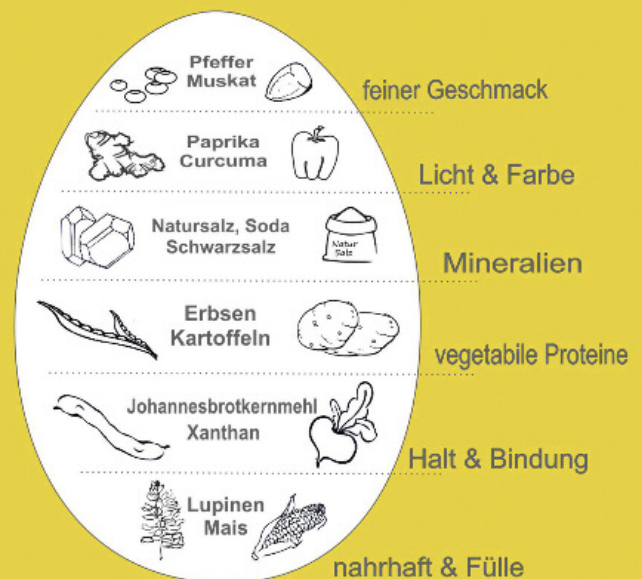 Pfeffer
Muskat
feiner Geschmack
Paprika
Curcuma
Licht & Farbe
Natursalz, Soda
Schwarzsalz
Natur
Salz
Mineralien
Erbsen
Kartoffeln
vegetabile Proteine
Johannesbrotkernmehl
Xanthan
Halt & Bindung
Lupinen
Mais
nahrhaft & Fülle